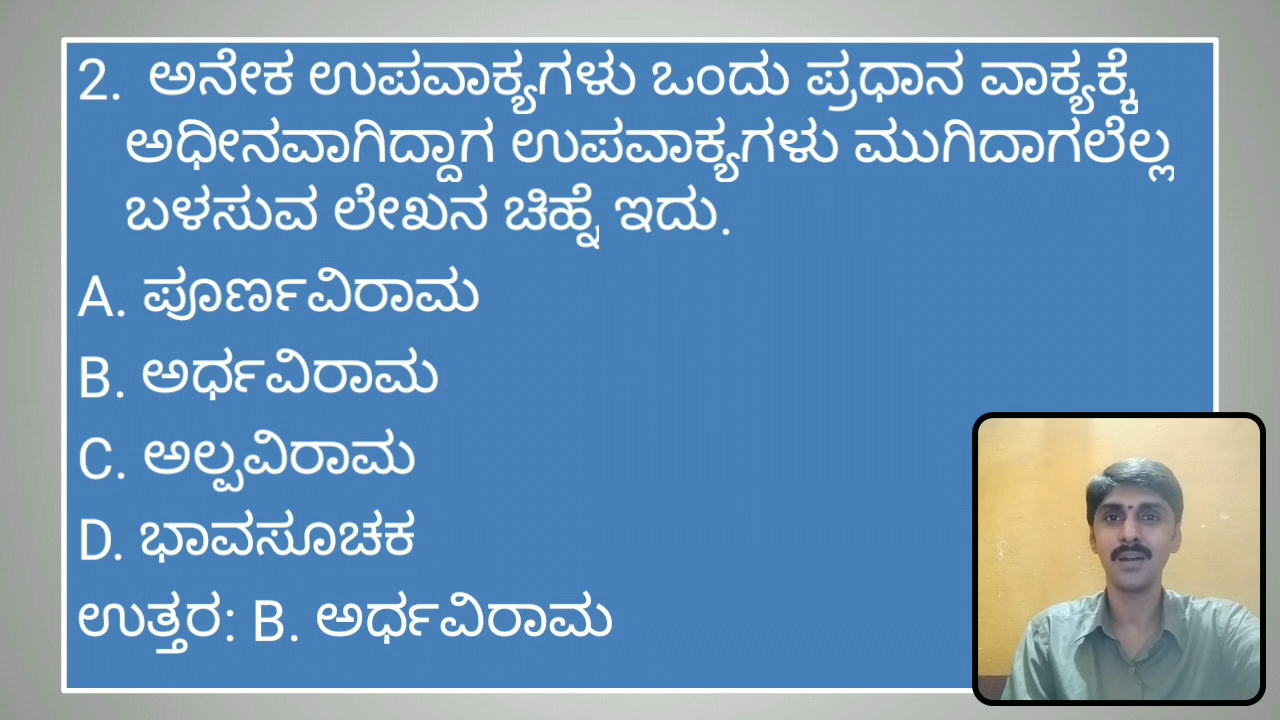 2. ಅನೇಕ ಉಪವಾಕ್ಯಗಳು ಒಂದು ಪ್ರಧಾನ ವಾಕ್ಯಕ್ಕೆ
ಅಧೀನವಾಗಿದ್ದಾಗ ಉಪವಾಕ್ಯಗಳು ಮುಗಿದಾಗಲೆಲ್ಲ
ಬಳಸುವ ಲೇಖನ ಚಿಹ್ನೆ ಇದು.
A. ಪೂರ್ಣವಿರಾಮ
B. ಅರ್ಧವಿರಾಮ
C. ಅಲ್ಪವಿರಾಮ
D. ಭಾವಸೂಚಕ
ಉತ್ತರ: B. ಅರ್ಧವಿರಾಮ